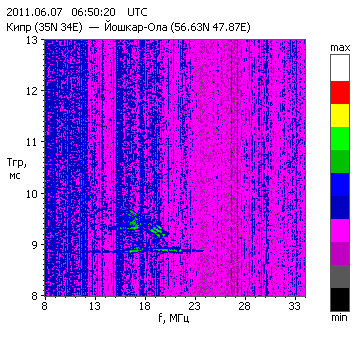 2011.06.07 06:50:20 UTC
Кипр (35N 34E) — Йошкар-Ола (56.63N 47.87E)
max
13
12
11
Тгр,
мс
10
9
8
8 13 18 23 28 33
f, МГц
min